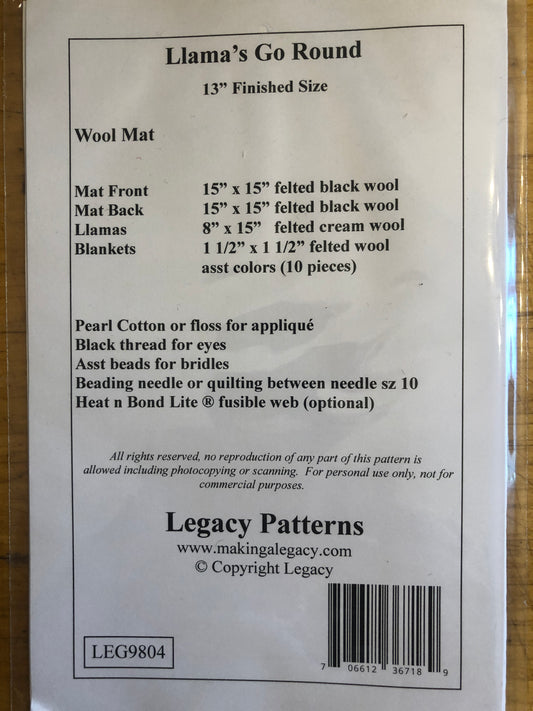 Llama's Go Round
13” Finished Size
Wool Mat
Mat Front 15” x 15” felted black wool
Mat Back 15” x 15” felted black wool
Llamas 8” x 15” felted cream wool
Blankets 1 1/2” x 1 1/2” felted wool
asst colors (10 pieces)
Pearl Cotton or floss for appliqué
Black thread for eyes
Asst beads for bridles
Beading needle or quilting between needle sz 10
Heat n Bond Lite ® fusible web (optional)
All rights reserved, no reproduction of any part of this pattern is
allowed including photocopying or scanning. For personal use only, not for
commercial purposes.
Legacy Patterns
www.makingalegacy.com
© Copyright Legacy
LEG9804
7 06612 36718 9